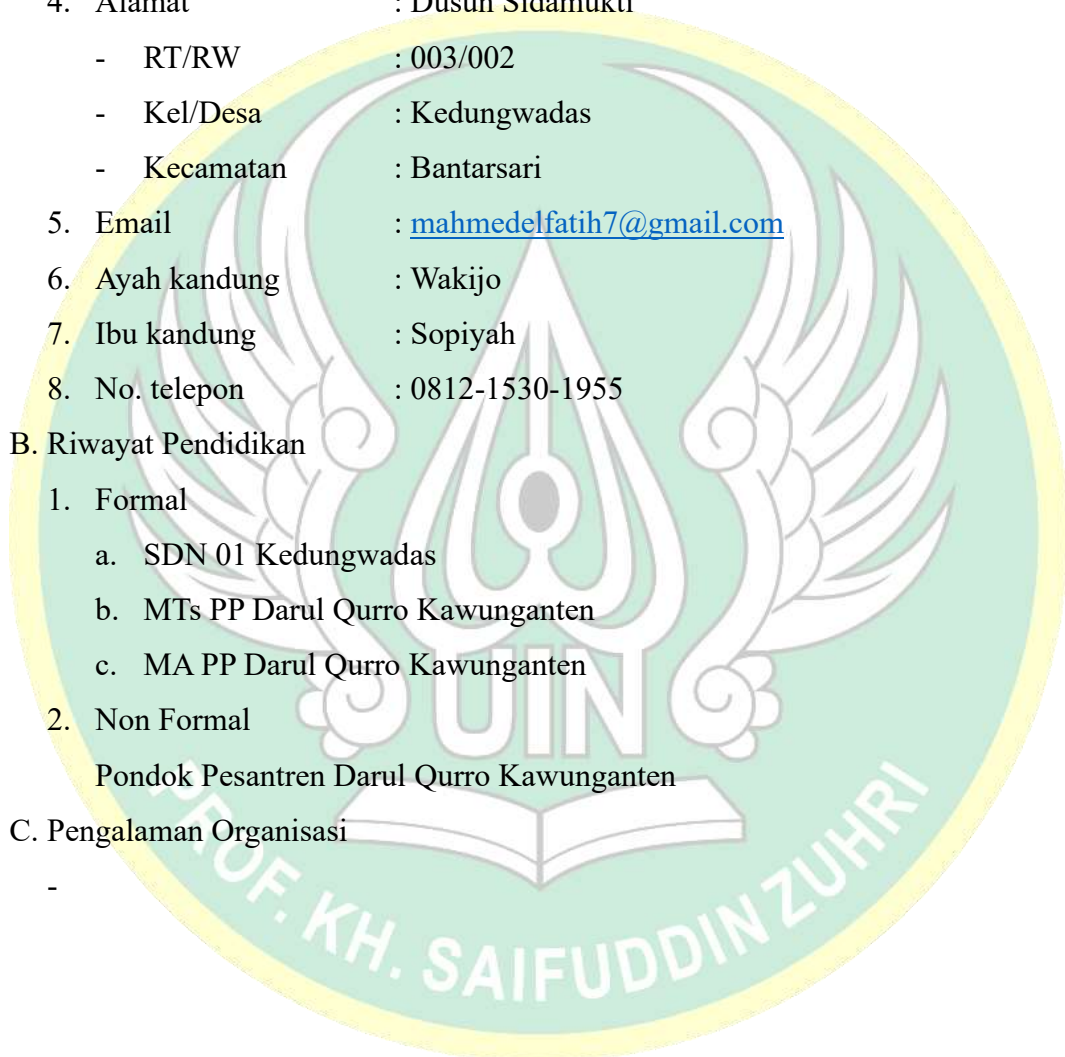 4. Alamat : Dusun Sidamukti
- RT/RW : 003/002
- Kel/Desa : Kedungwadas
- Kecamatan : Bantarsari
5. Email : mahmedelfatih7@gmail.com
6. Ayah kandung : Wakijo
7. Ibu kandung : Sopiyah
8. No. telepon : 0812-1530-1955
B. Riwayat Pendidikan
1. Formal
a. SDN 01 Kedungwadas
b. MTs PP Darul Qurro Kawunganten
c. MA PP Darul Qurro Kawunganten
2. Non Formal
Pondok Pesantren Darul Qurro Kawunganten
C. Pengalaman Organisasi
-
UIN
PROF. KH. SAIFUDDIN ZUHRI